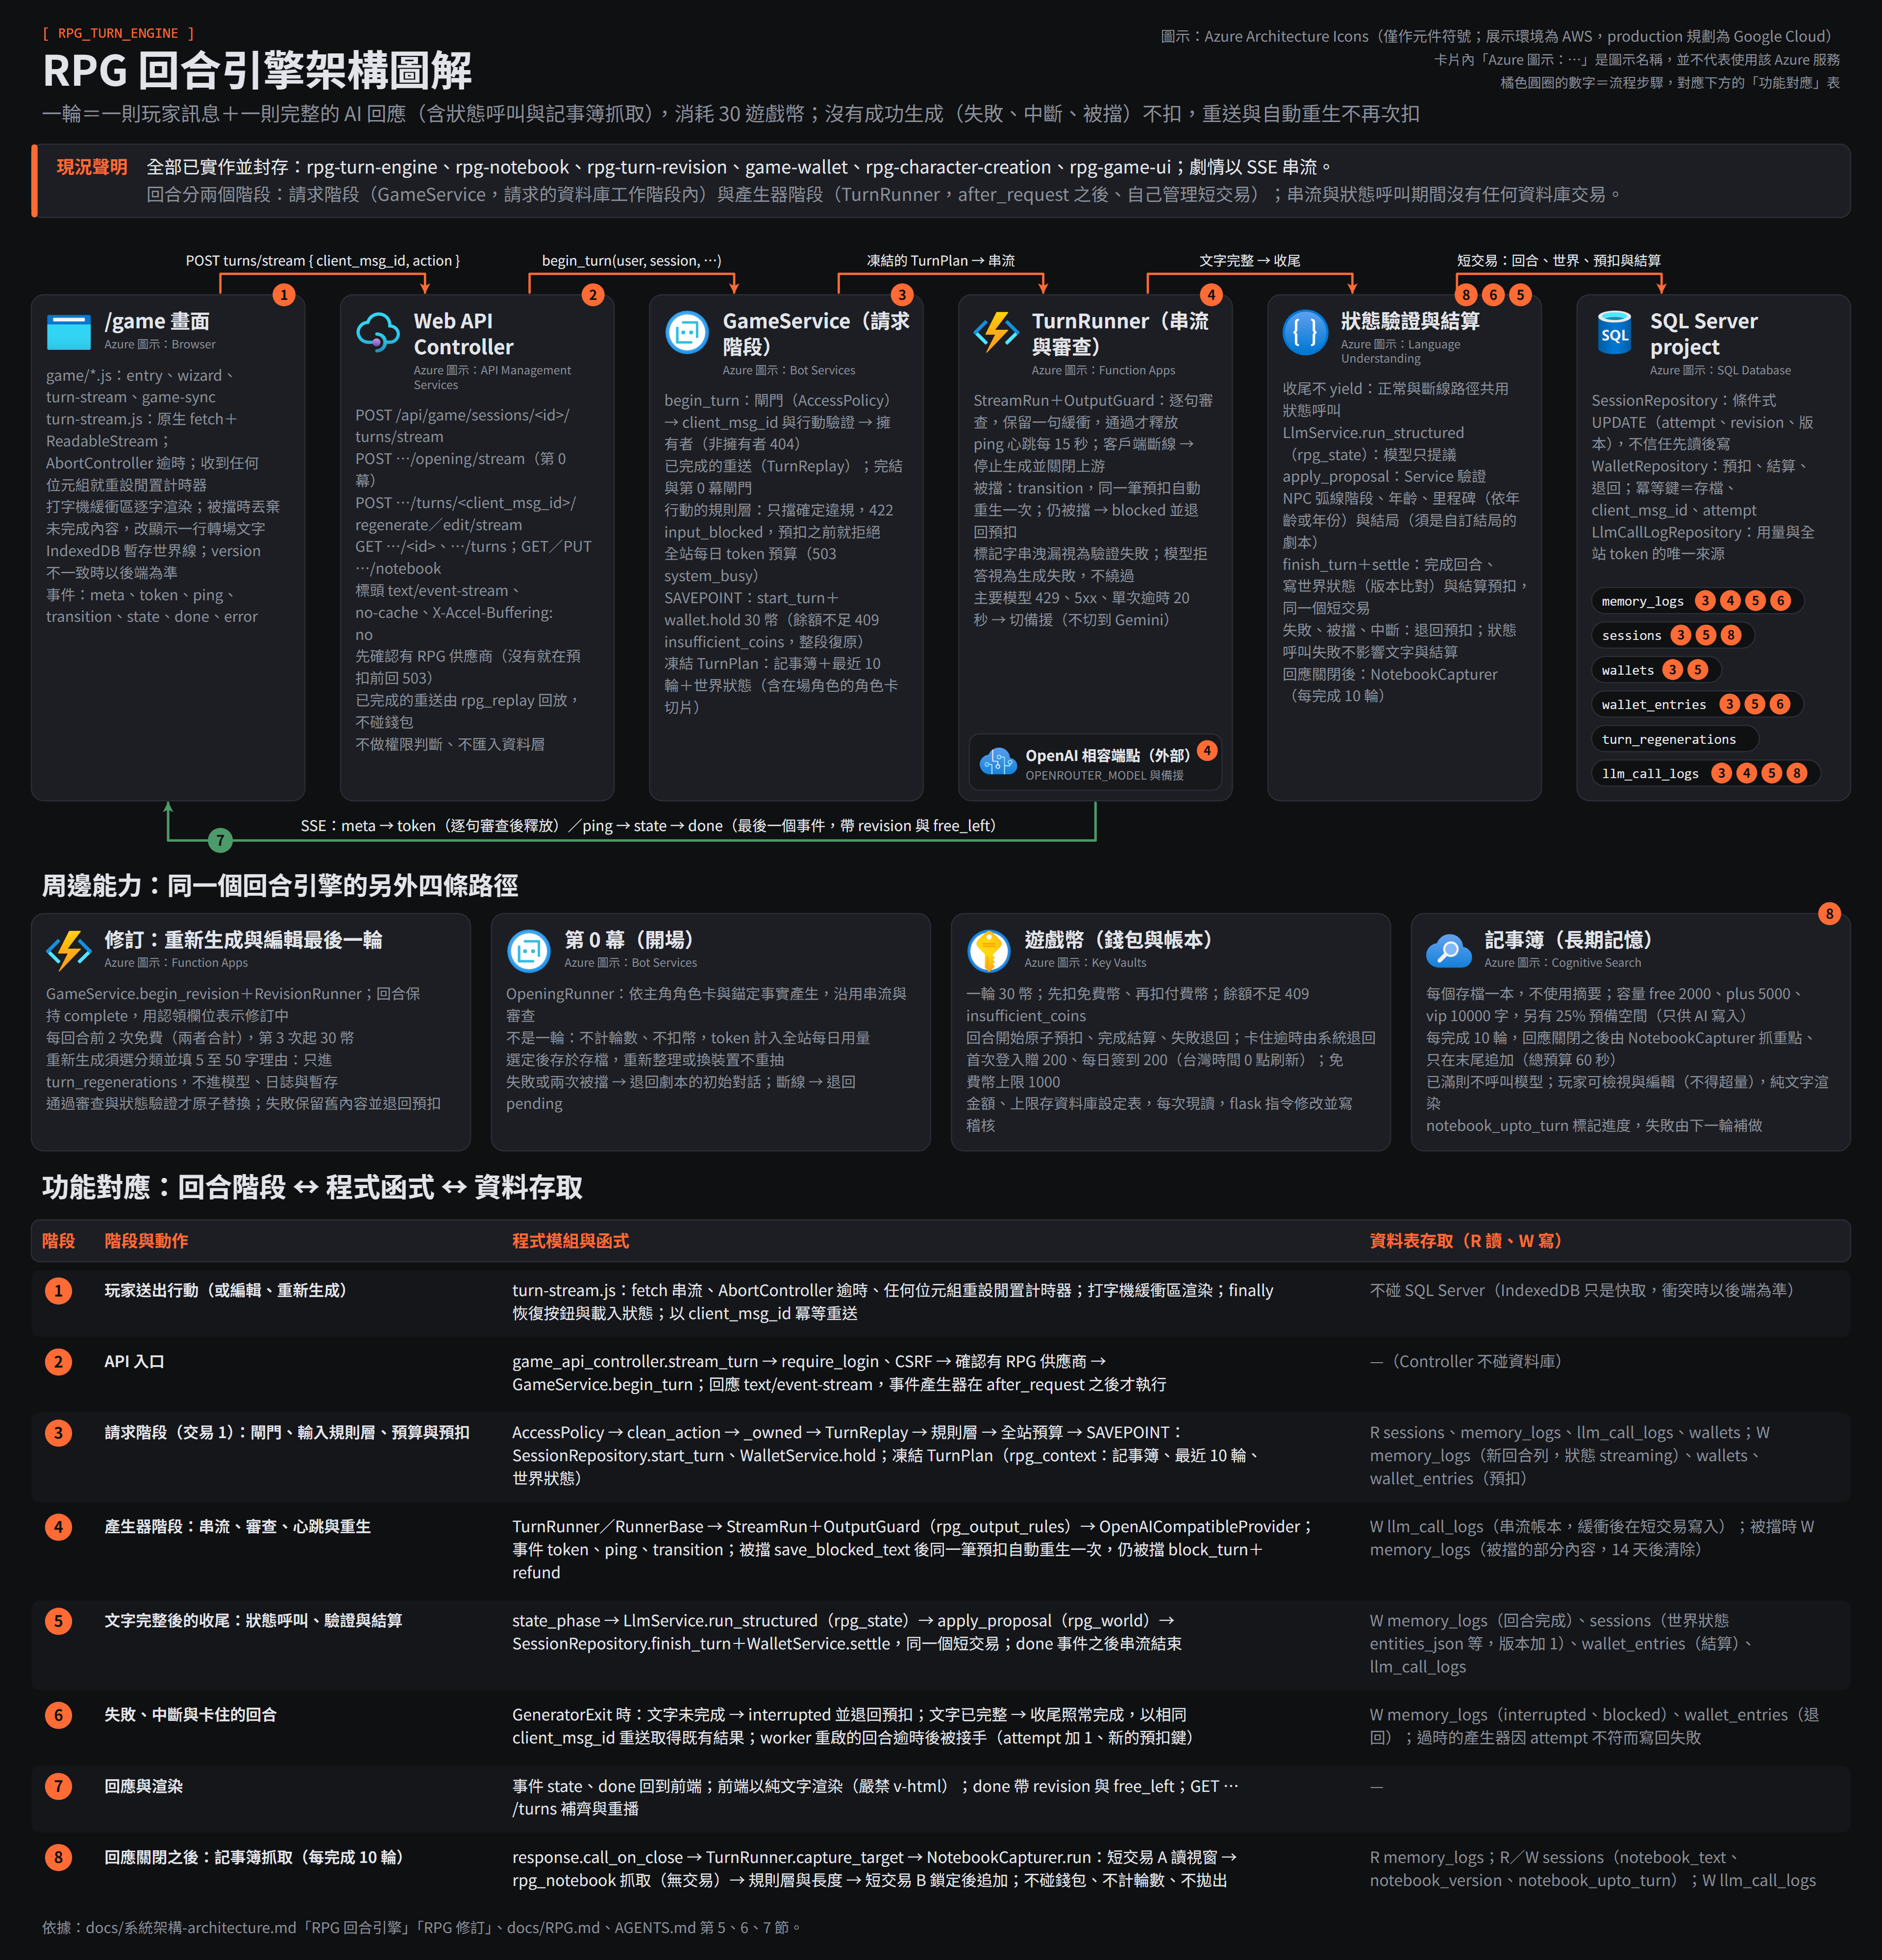 [ RPG_TURN_ENGINE ]
RPG 回合引擎架構圖解
一輪＝一則玩家訊息＋一則完整的 AI 回應（含狀態呼叫與記事簿抓取），消耗 30 遊戲幣；沒有成功生成（失敗、中斷、被擋）不扣，重送與自動重生不再次扣
圖示：Azure Architecture Icons（僅作元件符號；展示環境為 AWS，production 規劃為 Google Cloud）
卡片內「Azure 圖示：…」是圖示名稱，並不代表使用該 Azure 服務
橘色圓圈的數字＝流程步驟，對應下方的「功能對應」表
現況聲明 全部已實作並封存：rpg-turn-engine、rpg-notebook、rpg-turn-revision、game-wallet、rpg-character-creation、rpg-game-ui；劇情以 SSE 串流。
回合分兩個階段：請求階段（GameService，請求的資料庫工作階段內）與產生器階段（TurnRunner，after_request 之後、自己管理短交易）；串流與狀態呼叫期間沒有任何資料庫交易。
POST turns/stream { client_msg_id, action }
begin_turn(user, session, …)
凍結的 TurnPlan → 串流
文字完整 → 收尾
短交易：回合、世界、預扣與結算
1
/game 畫面
Azure 圖示：Browser
game/*.js：entry、wizard、
turn-stream、game-sync
turn-stream.js：原生 fetch＋
ReadableStream；
AbortController 逾時；收到任何
位元組就重設閒置計時器
打字機緩衝區逐字渲染；被擋時丟棄
未完成內容，改顯示一行轉場文字
IndexedDB 暫存世界線；version
不一致時以後端為準
事件：meta、token、ping、
transition、state、done、error
2
Web API
Controller
Azure 圖示：API Management
Services
POST /api/game/sessions/<id>/
turns/stream
POST …/opening/stream（第 0
幕）
POST …/turns/<client_msg_id>/
regenerate／edit/stream
GET …/<id>、…/turns；GET／PUT
…/notebook
標頭 text/event-stream、
no-cache、X-Accel-Buffering:
no
先確認有 RPG 供應商（沒有就在預
扣前回 503）
已完成的重送由 rpg_replay 回放，
不碰錢包
不做權限判斷、不匯入資料層
3
GameService（請求
階段）
Azure 圖示：Bot Services
begin_turn：閘門（AccessPolicy）
→ client_msg_id 與行動驗證 → 擁
有者（非擁有者 404）
已完成的重送（TurnReplay）；完結
與第 0 幕閘門
行動的規則層：只擋確定違規，422
input_blocked，預扣之前就拒絕
全站每日 token 預算（503
system_busy）
SAVEPOINT：start_turn＋
wallet.hold 30 幣（餘額不足 409
insufficient_coins，整段復原）
凍結 TurnPlan：記事簿＋最近 10
輪＋世界狀態（含在場角色的角色卡
切片）
4
TurnRunner（串流
與審查）
Azure 圖示：Function Apps
StreamRun＋OutputGuard：逐句審
查，保留一句緩衝，通過才釋放
ping 心跳每 15 秒；客戶端斷線 →
停止生成並關閉上游
被擋：transition，同一筆預扣自動
重生一次；仍被擋 → blocked 並退
回預扣
標記字串洩漏視為驗證失敗；模型拒
答視為生成失敗，不繞過
主要模型 429、5xx、單次逾時 20
秒 → 切備援（不切到 Gemini）
OpenAI 相容端點（外部） 4
OPENROUTER_MODEL 與備援
8 6 5
狀態驗證與結算
Azure 圖示：Language
Understanding
收尾不 yield：正常與斷線路徑共用
狀態呼叫
LlmService.run_structured
（rpg_state）：模型只提議
apply_proposal：Service 驗證
NPC 弧線階段、年齡、里程碑（依年
齡或年份）與結局（須是自訂結局的
劇本）
finish_turn＋settle：完成回合、
寫世界狀態（版本比對）與結算預扣，
同一個短交易
失敗、被擋、中斷：退回預扣；狀態
呼叫失敗不影響文字與結算
回應關閉後：NotebookCapturer
（每完成 10 輪）
SQL
SQL Server
project
Azure 圖示：SQL Database
SessionRepository：條件式
UPDATE（attempt、revision、版
本），不信任先讀後寫
WalletRepository：預扣、結算、
退回；冪等鍵＝存檔、
client_msg_id、attempt
LlmCallLogRepository：用量與全
站 token 的唯一來源
memory_logs 3 4 5 6
sessions 3 5 8
wallets 3 5
wallet_entries 3 5 6
turn_regenerations
llm_call_logs 3 4 5 8
7 SSE：meta → token（逐句審查後釋放）／ping → state → done（最後一個事件，帶 revision 與 free_left）
周邊能力：同一個回合引擎的另外四條路徑
修訂：重新生成與編輯最後一輪
Azure 圖示：Function Apps
GameService.begin_revision＋RevisionRunner；回合保
持 complete，用認領欄位表示修訂中
每回合前 2 次免費（兩者合計），第 3 次起 30 幣
重新生成須選分類並填 5 至 50 字理由：只進
turn_regenerations，不進模型、日誌與暫存
通過審查與狀態驗證才原子替換；失敗保留舊內容並退回預扣
第 0 幕（開場）
Azure 圖示：Bot Services
OpeningRunner：依主角角色卡與錨定事實產生，沿用串流與
審查
不是一輪：不計輪數、不扣幣，token 計入全站每日用量
選定後存於存檔，重新整理或換裝置不重抽
失敗或兩次被擋 → 退回劇本的初始對話；斷線 → 退回
pending
遊戲幣（錢包與帳本）
Azure 圖示：Key Vaults
一輪 30 幣；先扣免費幣、再扣付費幣；餘額不足 409
insufficient_coins
回合開始原子預扣、完成結算、失敗退回；卡住逾時由系統退回
首次登入贈 200、每日簽到 200（台灣時間 0 點刷新）；免
費幣上限 1000
金額、上限存資料庫設定表，每次現讀，flask 指令修改並寫
稽核
8
記事簿（長期記憶）
Azure 圖示：Cognitive Search
每個存檔一本，不使用摘要；容量 free 2000、plus 5000、
vip 10000 字，另有 25% 預備空間（只供 AI 寫入）
每完成 10 輪，回應關閉之後由 NotebookCapturer 抓重點、
只在末尾追加（總預算 60 秒）
已滿則不呼叫模型；玩家可檢視與編輯（不得超量），純文字渲
染
notebook_upto_turn 標記進度，失敗由下一輪補做
功能對應：回合階段 ↔ 程式函式 ↔ 資料存取
階段 階段與動作 程式模組與函式 資料表存取（R 讀、W 寫）
1 玩家送出行動（或編輯、重新生成）
turn-stream.js：fetch 串流、AbortController 逾時、任何位元組重設閒置計時器；打字機緩衝區渲染；finally
恢復按鈕與載入狀態；以 client_msg_id 冪等重送
不碰 SQL Server（IndexedDB 只是快取，衝突時以後端為準）
2 API 入口
game_api_controller.stream_turn → require_login、CSRF → 確認有 RPG 供應商 →
GameService.begin_turn；回應 text/event-stream，事件產生器在 after_request 之後才執行
—（Controller 不碰資料庫）
3 請求階段（交易 1）：閘門、輸入規則層、預算與預扣
AccessPolicy → clean_action → _owned → TurnReplay → 規則層 → 全站預算 → SAVEPOINT：
SessionRepository.start_turn、WalletService.hold；凍結 TurnPlan（rpg_context：記事簿、最近 10 輪、
世界狀態）
R sessions、memory_logs、llm_call_logs、wallets；W
memory_logs（新回合列，狀態 streaming）、wallets、
wallet_entries（預扣）
4 產生器階段：串流、審查、心跳與重生
TurnRunner／RunnerBase → StreamRun＋OutputGuard（rpg_output_rules）→ OpenAICompatibleProvider；
事件 token、ping、transition；被擋 save_blocked_text 後同一筆預扣自動重生一次，仍被擋 block_turn＋
refund
W llm_call_logs（串流帳本，緩衝後在短交易寫入）；被擋時 W
memory_logs（被擋的部分內容，14 天後清除）
5 文字完整後的收尾：狀態呼叫、驗證與結算
state_phase → LlmService.run_structured（rpg_state）→ apply_proposal（rpg_world）→
SessionRepository.finish_turn＋WalletService.settle，同一個短交易；done 事件之後串流結束
W memory_logs（回合完成）、sessions（世界狀態
entities_json 等，版本加 1）、wallet_entries（結算）、
llm_call_logs
6 失敗、中斷與卡住的回合
GeneratorExit 時：文字未完成 → interrupted 並退回預扣；文字已完整 → 收尾照常完成，以相同
client_msg_id 重送取得既有結果；worker 重啟的回合逾時後被接手（attempt 加 1、新的預扣鍵）
W memory_logs（interrupted、blocked）、wallet_entries（退
回）；過時的產生器因 attempt 不符而寫回失敗
7 回應與渲染
事件 state、done 回到前端；前端以純文字渲染（嚴禁 v-html）；done 帶 revision 與 free_left；GET …
/turns 補齊與重播
—
8 回應關閉之後：記事簿抓取（每完成 10 輪）
response.call_on_close → TurnRunner.capture_target → NotebookCapturer.run：短交易 A 讀視窗 →
rpg_notebook 抓取（無交易）→ 規則層與長度 → 短交易 B 鎖定後追加；不碰錢包、不計輪數、不拋出
R memory_logs；R／W sessions（notebook_text、
notebook_version、notebook_upto_turn）；W llm_call_logs
依據：docs/系統架構-architecture.md「RPG 回合引擎」「RPG 修訂」、docs/RPG.md、AGENTS.md 第 5、6、7 節。